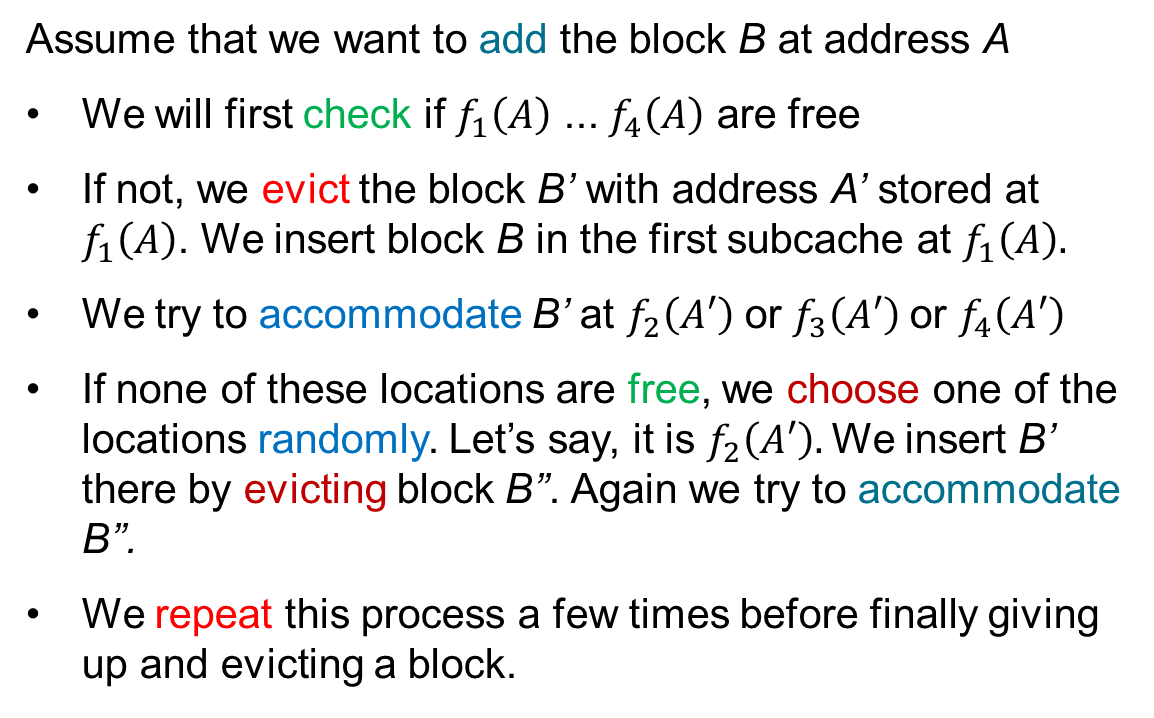 Assume that we want to add the block B at address A
• We will first check if f₁(A) ... f₄(A) are free
• If not, we evict the block B’ with address A’ stored at
f₁(A). We insert block B in the first subcache at f₁(A).
• We try to accommodate B’ at f₂(A′) or f₃(A′) or f₄(A′)
• If none of these locations are free, we choose one of the
locations randomly. Let’s say, it is f₂(A′). We insert B’
there by evicting block B”. Again we try to accommodate
B”.
• We repeat this process a few times before finally giving
up and evicting a block.